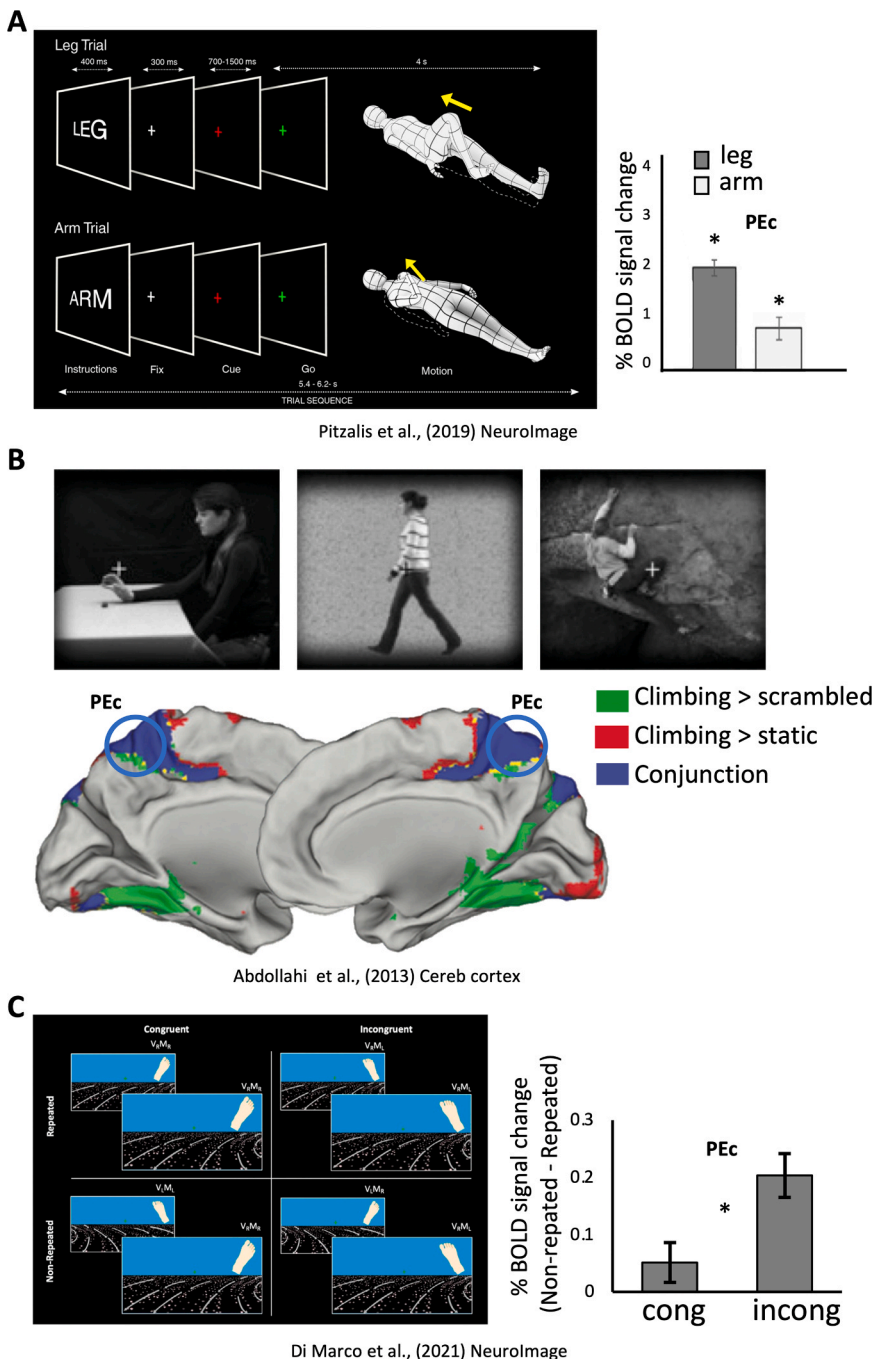 A
Leg Trial
400 ms
300 ms
700-1500 ms
4 s
LEG
Arm Trial
ARM
Instructions
Fix
Cue
Go
Motion
5.4 - 6.2- s
TRIAL SEQUENCE
leg
arm
PEc
% BOLD signal change
4
3
2
1
0
*
*
Pitzalis et al., (2019) NeuroImage
B
PEc
PEc
Climbing > scrambled
Climbing > static
Conjunction
Abdollahi et al., (2013) Cereb cortex
C
Congruent
Incongruent
Repeated
VRMR
VRMR
VRML
VRML
Non-Repeated
VLML
VRMR
VLMR
VRML
% BOLD signal change
(Non-repated - Repeated)
0.3
0.2
0.1
0
PEc
*
cong
incong
Di Marco et al., (2021) NeuroImage